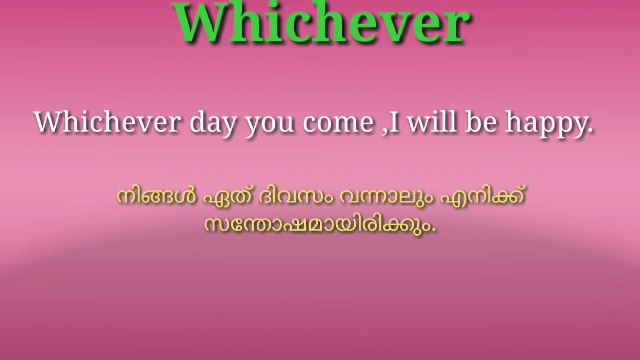 Whichever
Whichever day you come ,I will be happy.
നിങ്ങൾ ഏത് ദിവസം വന്നാലും എനിക്ക്
സന്തോഷമായിരിക്കും.